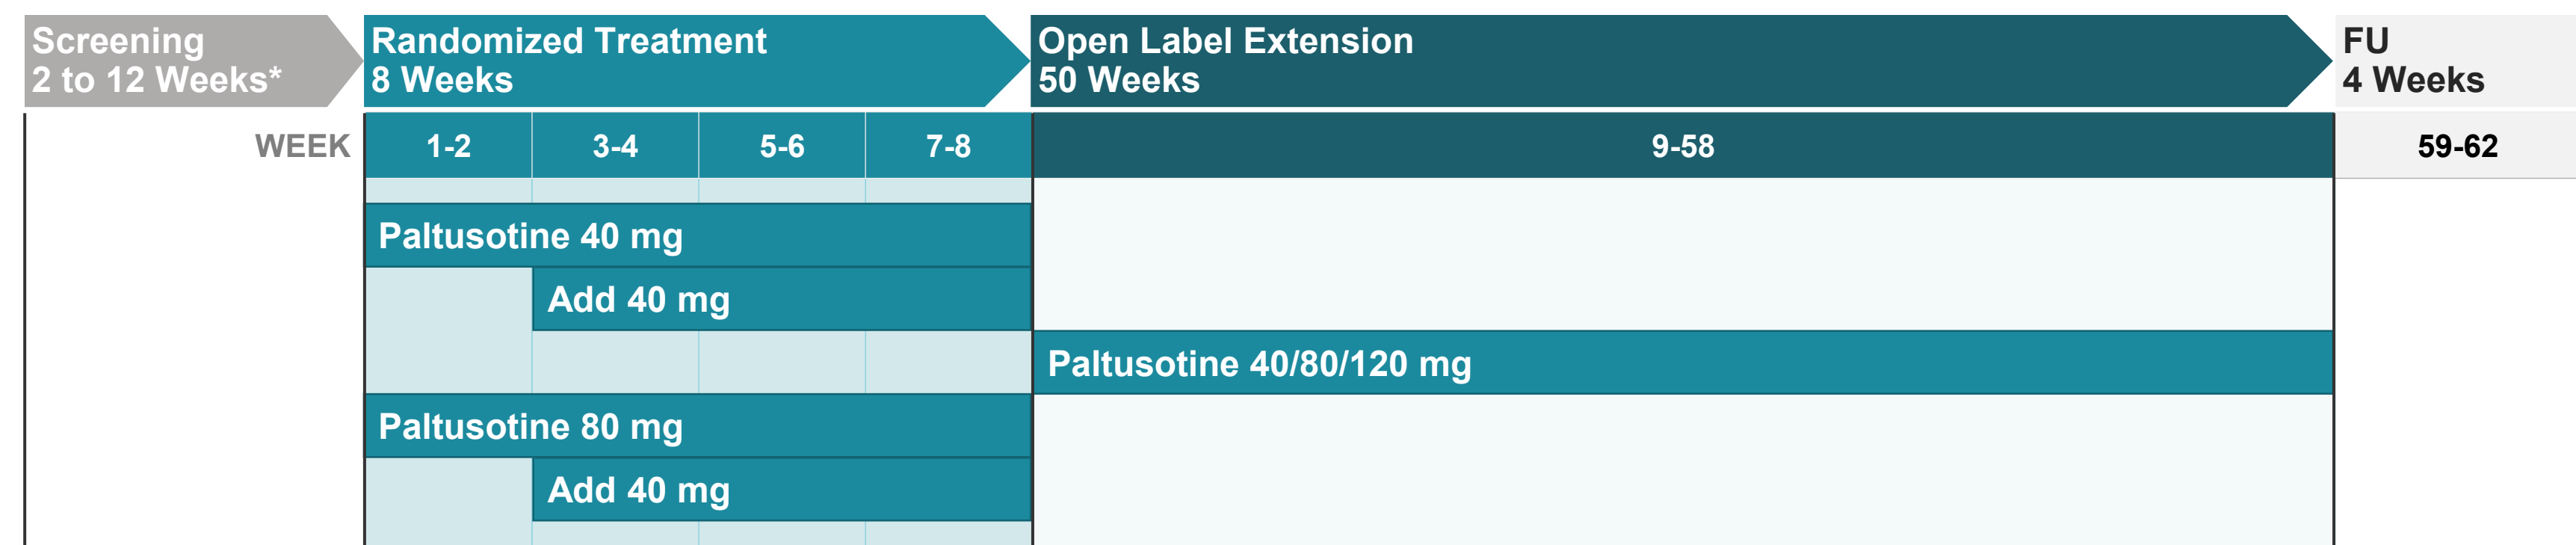 Screening
2 to 12 Weeks*
Randomized Treatment
8 Weeks
Open Label Extension
50 Weeks
FU
4 Weeks
WEEK 1-2 3-4 5-6 7-8 9-58 59-62
Paltusotine 40 mg
Add 40 mg
Paltusotine 40/80/120 mg
Paltusotine 80 mg
Add 40 mg